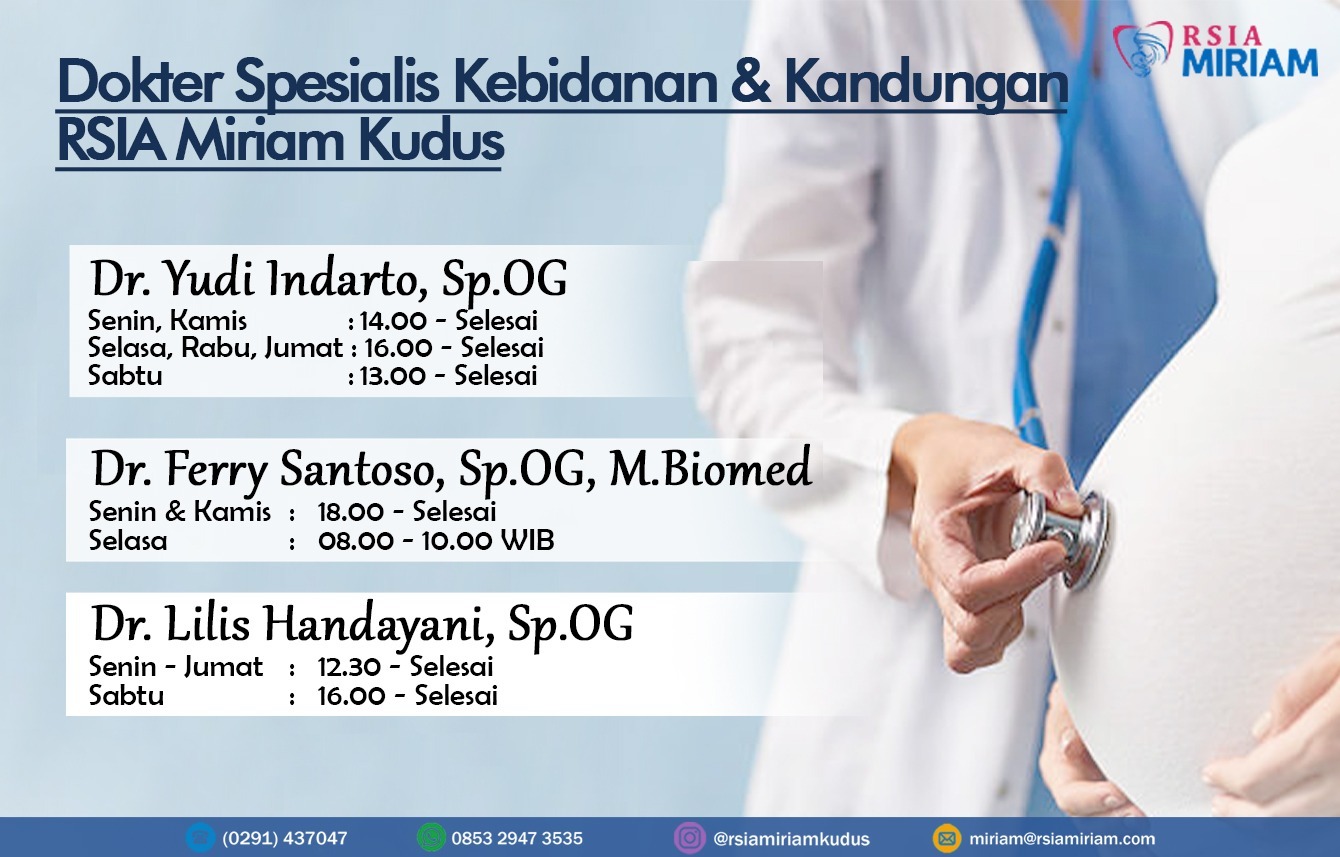 RSIA
MIRIAM
Dokter Spesialis Kebidanan & Kandungan
RSIA Miriam Kudus
Dr. Yudi Indarto, Sp.OG
Senin, Kamis : 14.00 - Selesai
Selasa, Rabu, Jumat : 16.00 - Selesai
Sabtu : 13.00 - Selesai
Dr. Ferry Santoso, Sp.OG, M.Biomed
Senin & Kamis : 18.00 - Selesai
Selasa : 08.00 - 10.00 WIB
Dr. Lilis Handayani, Sp.OG
Senin - Jumat : 12.30 - Selesai
Sabtu : 16.00 - Selesai
(0291) 437047 0853 2947 3535 @rsiamiriamkudus miriam@rsiamiriam.com